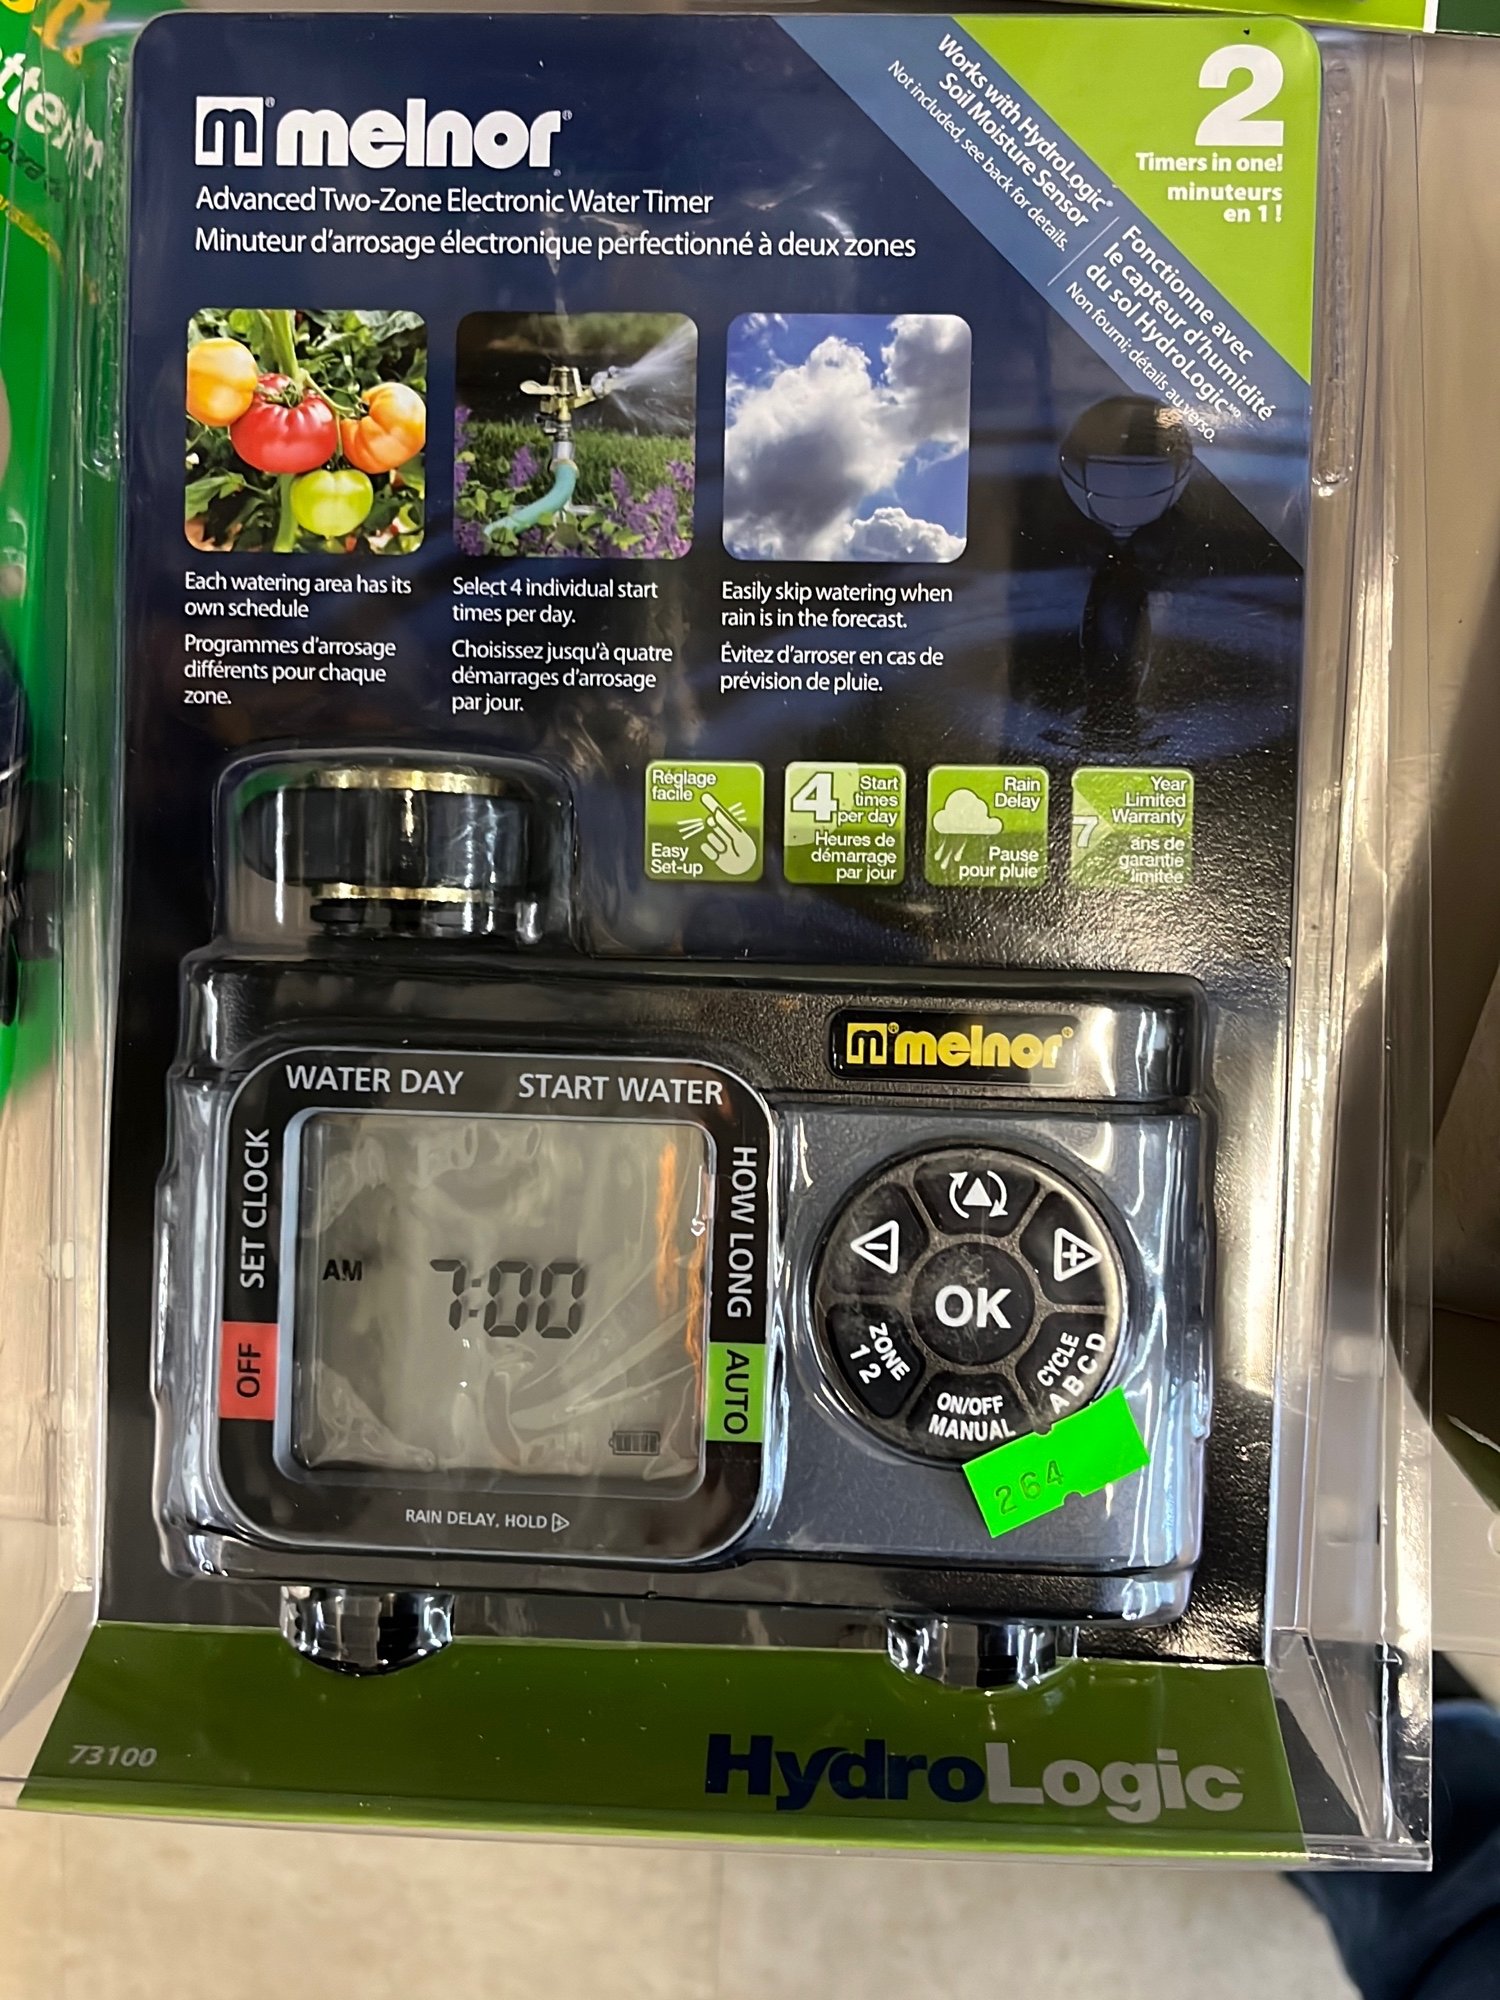 melnor®
Advanced Two-Zone Electronic Water Timer
Minuteur d'arrosage électronique perfectionné à deux zones
Works with HydroLogic®
Soil Moisture Sensor
Not included, see back for details.
Fonctionne avec
le capteur d'humidité
du sol HydroLogic MD
Non fourni; détails au verso.
2
Timers in one!
minuteurs
en 1 !
Each watering area has its
own schedule
Programmes d'arrosage
différents pour chaque
zone.
Select 4 individual start
times per day.
Choisissez jusqu'à quatre
démarrages d'arrosage
par jour.
Easily skip watering when
rain is in the forecast.
Évitez d'arroser en cas de
prévision de pluie.
Réglage
facile
Easy
Set-up
4 Start
times
per day
Heures de
démarrage
par jour
Rain
Delay
Pause
pour pluie
7 Year
Limited
Warranty
ans de
garantie
limitée
melnor®
WATER DAY START WATER
SET CLOCK
OFF
HOW LONG
AUTO
AM 7:00
RAIN DELAY, HOLD
OK
ZONE
1 2
ON/OFF
MANUAL
CYCLE
A B C D
264
73100
HydroLogic